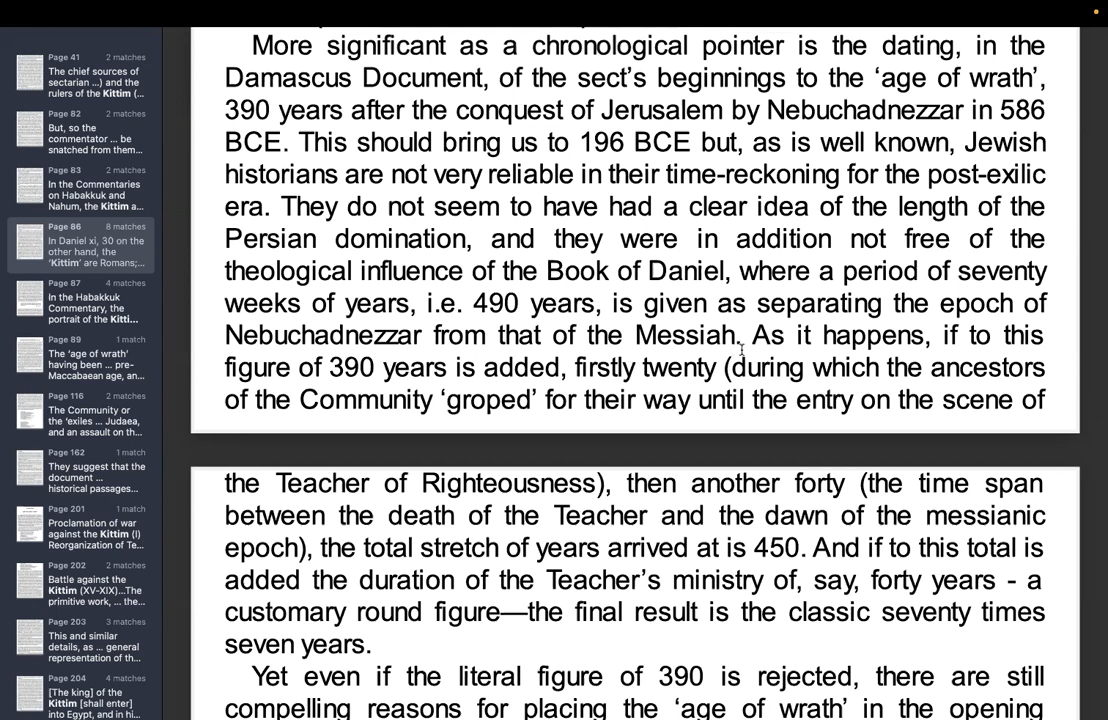 Page 41 2 matches
The chief sources of
sectarian ...) and the
rulers of the Kittim (...
Page 82 2 matches
But, so the
commentator ... be
snatched from them...
Page 83 2 matches
In the Commentaries
on Habakkuk and
Nahum, the Kittim a...
Page 86 8 matches
In Daniel xi, 30 on the
other hand, the
'Kittim' are Romans;...
Page 87 4 matches
In the Habakkuk
Commentary, the
portrait of the Kitti...
Page 89 1 match
The 'age of wrath'
having been ... pre-
Maccabaean age, an...
Page 116 2 matches
The Community or
the 'exiles ... Judaea,
and an assault on th...
Page 162 1 match
They suggest that the
document ...
historical passages...
Page 201 1 match
Proclamation of war
against the Kittim (I)
Reorganization of Te...
Page 202 2 matches
Battle against the
Kittim (XV-XIX)...The
primitive work, ... the...
Page 203 3 matches
This and similar
details, as ... general
representation of th...
Page 204 4 matches
[The king] of the
Kittim [shall enter]
into Egypt, and in hi...
More significant as a chronological pointer is the dating, in the
Damascus Document, of the sect's beginnings to the 'age of wrath',
390 years after the conquest of Jerusalem by Nebuchadnezzar in 586
BCE. This should bring us to 196 BCE but, as is well known, Jewish
historians are not very reliable in their time-reckoning for the post-exilic
era. They do not seem to have had a clear idea of the length of the
Persian domination, and they were in addition not free of the
theological influence of the Book of Daniel, where a period of seventy
weeks of years, i.e. 490 years, is given as separating the epoch of
Nebuchadnezzar from that of the Messiah. As it happens, if to this
figure of 390 years is added, firstly twenty (during which the ancestors
of the Community 'groped' for their way until the entry on the scene of
the Teacher of Righteousness), then another forty (the time span
between the death of the Teacher and the dawn of the messianic
epoch), the total stretch of years arrived at is 450. And if to this total is
added the duration of the Teacher's ministry of, say, forty years - a
customary round figure—the final result is the classic seventy times
seven years.
Yet even if the literal figure of 390 is rejected, there are still
compelling reasons for placing the 'age of wrath' in the opening